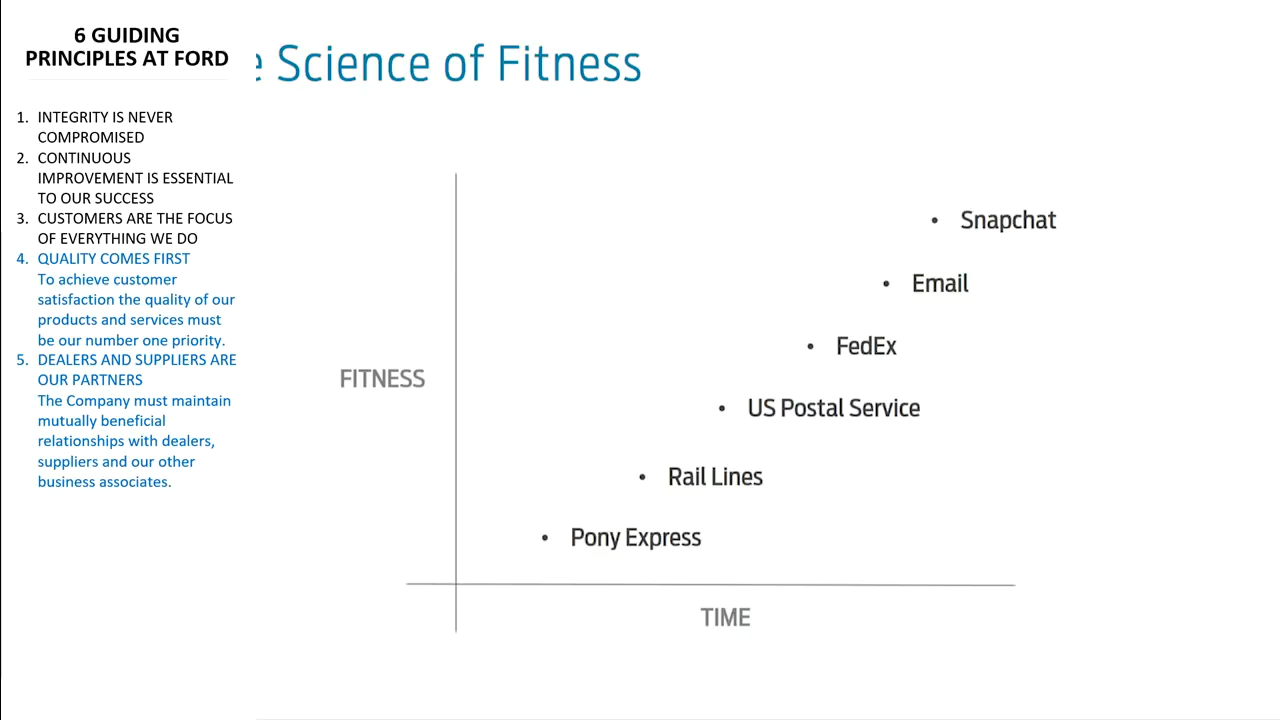 6 GUIDING
PRINCIPLES AT FORD
1. INTEGRITY IS NEVER
COMPROMISED
2. CONTINUOUS
IMPROVEMENT IS ESSENTIAL
TO OUR SUCCESS
3. CUSTOMERS ARE THE FOCUS
OF EVERYTHING WE DO
4. QUALITY COMES FIRST
To achieve customer
satisfaction the quality of our
products and services must
be our number one priority.
5. DEALERS AND SUPPLIERS ARE
OUR PARTNERS
The Company must maintain
mutually beneficial
relationships with dealers,
suppliers and our other
business associates.
e Science of Fitness
Snapchat
Email
FedEx
FITNESS
US Postal Service
Rail Lines
Pony Express
TIME